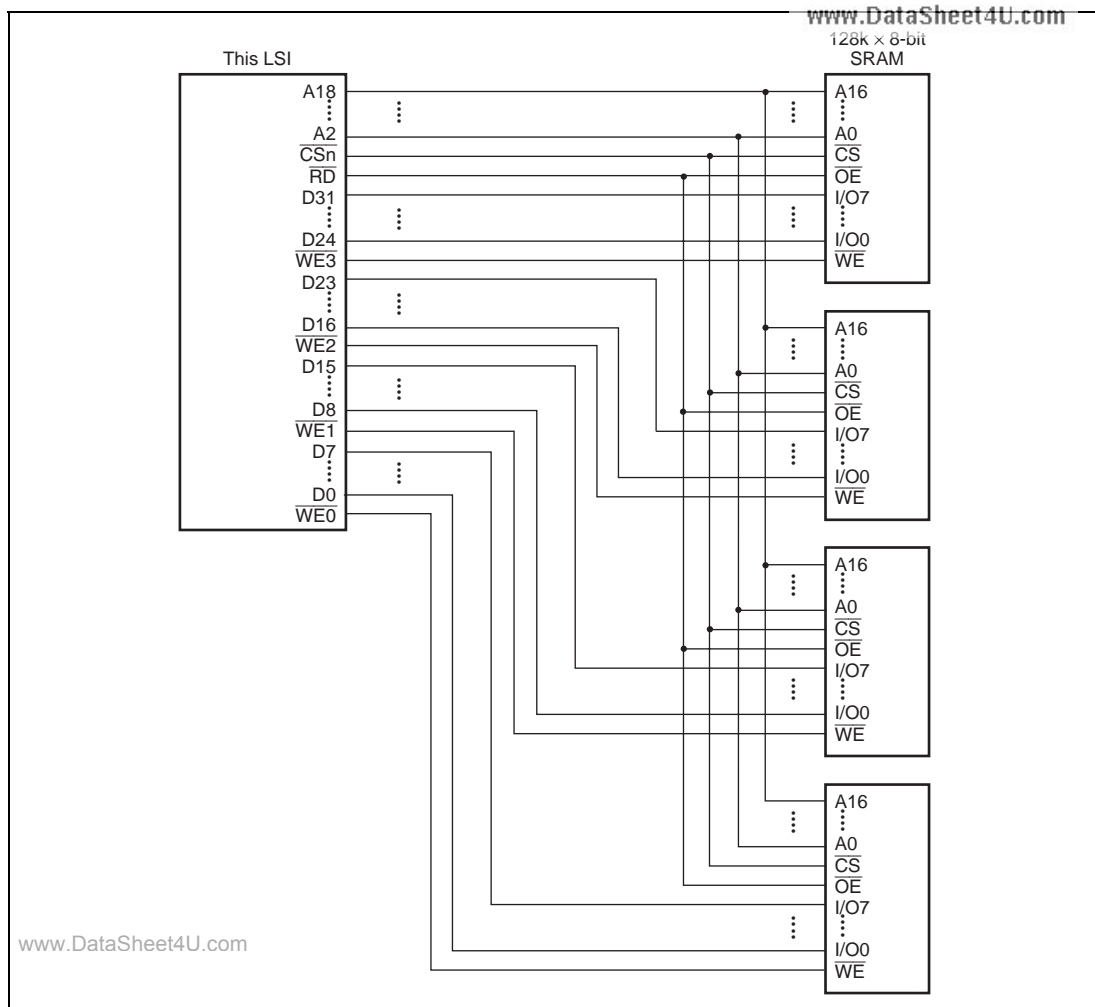 www.DataSheet4U.com
128k × 8-bit
SRAM
This LSI
A18
A2
CSn
RD
D31
D24
WE3
D23
D16
WE2
D15
D8
WE1
D7
D0
WE0
A16
A0
CS
OE
I/O7
I/O0
WE
A16
A0
CS
OE
I/O7
I/O0
WE
A16
A0
CS
OE
I/O7
I/O0
WE
A16
A0
CS
OE
I/O7
I/O0
WE
www.DataSheet4U.com